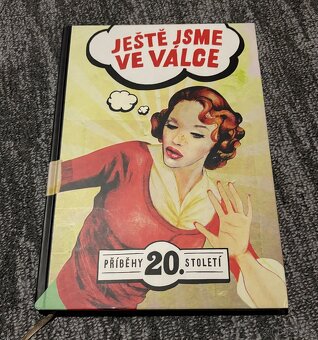 JEŠTĚ JSME
VE VÁLCE
PŘÍBĚHY 20. STOLETÍ